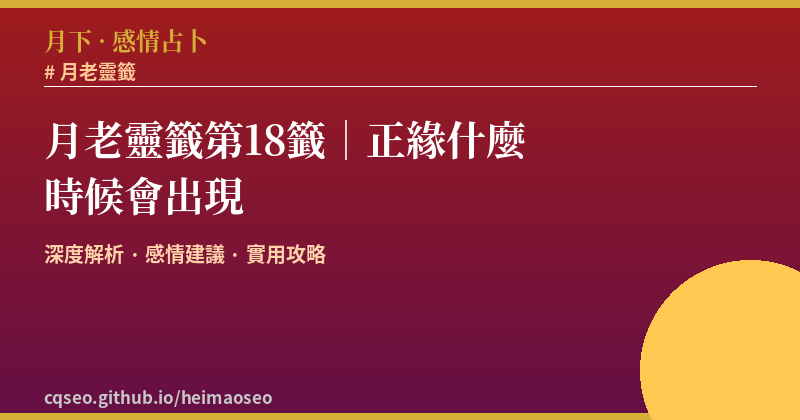 月下·感情占卜
# 月老靈籤
月老靈籤第18籤｜正緣什麼
時候會出現
深度解析·感情建議·實用攻略
cqseo.github.io/heimaoseo